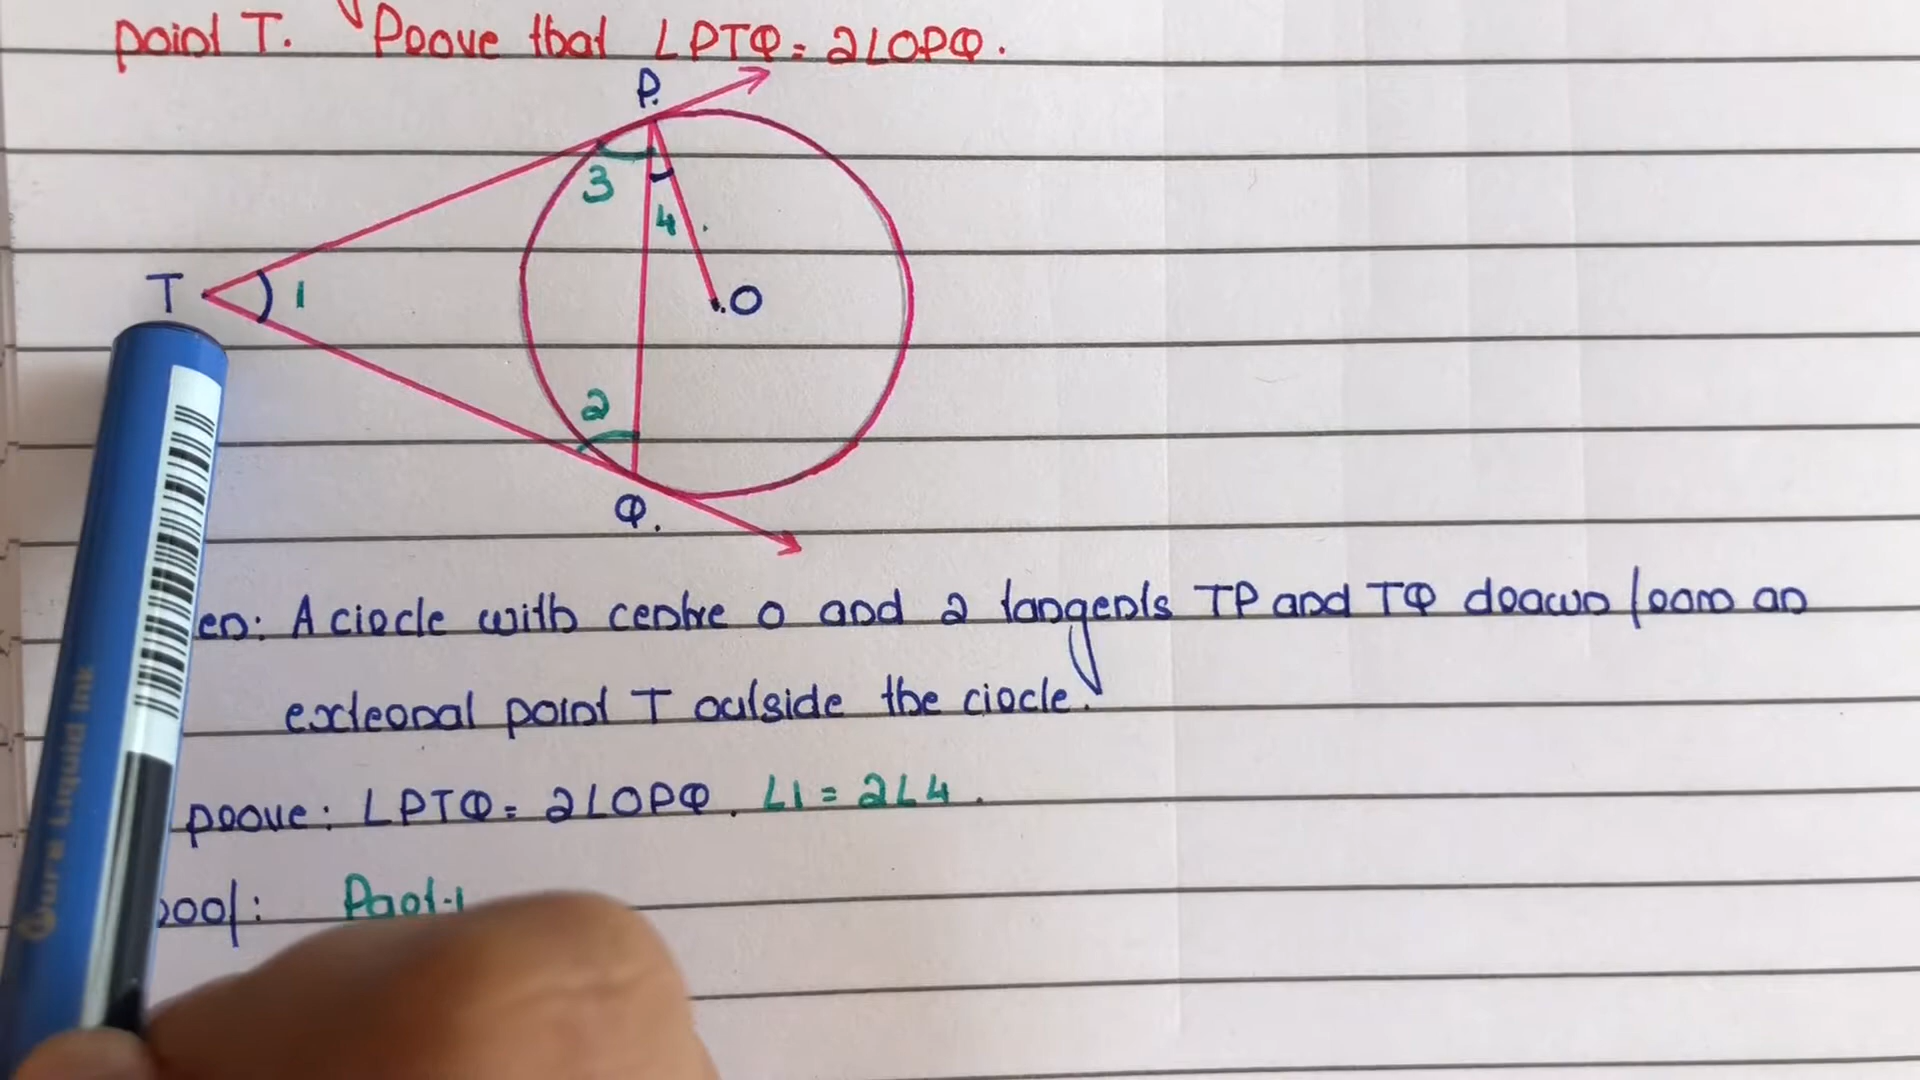 point T. Prove that ∠PTQ = 2∠OPQ.
P.
3
4
T
1
.O
2
Q.
en: A circle with centre O and 2 tangents TP and TQ drawn from an
external point T outside the circle.
prove: ∠PTQ = 2∠OPQ. ∠1 = 2∠4.
roof: Part-1
Liquid Ink